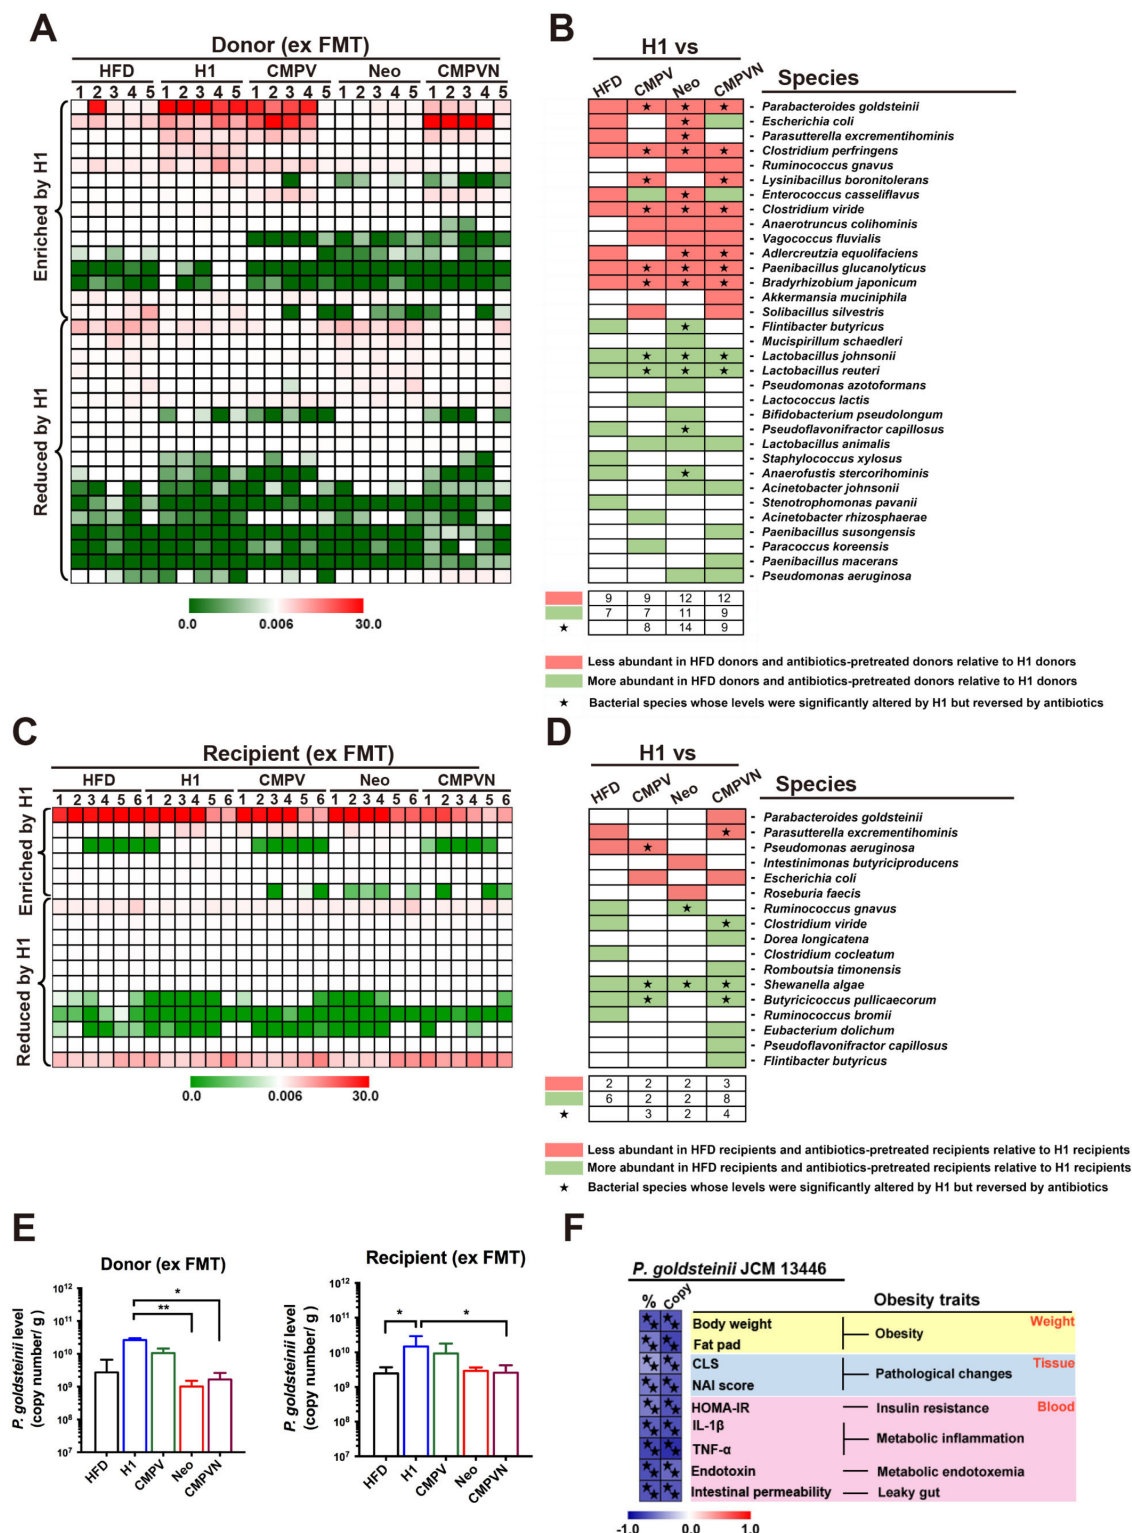 A
Donor (ex FMT)
HFD H1 CMPV Neo CMPVN
1 2 3 4 5 1 2 3 4 5 1 2 3 4 5 1 2 3 4 5 1 2 3 4 5
Enriched by H1
Reduced by H1
0.0 0.006 30.0
B
H1 vs
HFD CMPV Neo CMPVN Species
- Parabacteroides goldsteinii
- Escherichia coli
- Parasutterella excrementihominis
- Clostridium perfringens
- Ruminococcus gnavus
- Lysinibacillus boronitolerans
- Enterococcus casseliflavus
- Clostridium viride
- Anaerotruncus colihominis
- Vagococcus fluvialis
- Adlercreutzia equolifaciens
- Paenibacillus glucanolyticus
- Bradyrhizobium japonicum
- Akkermansia muciniphila
- Solibacillus silvestris
- Flintibacter butyricus
- Mucispirillum schaedleri
- Lactobacillus johnsonii
- Lactobacillus reuteri
- Pseudomonas azotoformans
- Lactococcus lactis
- Bifidobacterium pseudolongum
- Pseudoflavonifractor capillosus
- Lactobacillus animalis
- Staphylococcus xylosus
- Anaerofustis stercorihominis
- Acinetobacter johnsonii
- Stenotrophomonas pavanii
- Acinetobacter rhizosphaerae
- Paenibacillus susongensis
- Paracoccus koreensis
- Paenibacillus macerans
- Pseudomonas aeruginosa
9 9 12 12
7 7 11 9
★ 8 14 9
Less abundant in HFD donors and antibiotics-pretreated donors relative to H1 donors
More abundant in HFD donors and antibiotics-pretreated donors relative to H1 donors
★ Bacterial species whose levels were significantly altered by H1 but reversed by antibiotics
C
Recipient (ex FMT)
HFD H1 CMPV Neo CMPVN
1 2 3 4 5 6 1 2 3 4 5 6 1 2 3 4 5 6 1 2 3 4 5 6 1 2 3 4 5 6
Enriched by H1
Reduced by H1
0.0 0.006 30.0
D
H1 vs
HFD CMPV Neo CMPVN Species
- Parabacteroides goldsteinii
- Parasutterella excrementihominis
- Pseudomonas aeruginosa
- Intestinimonas butyriciproducens
- Escherichia coli
- Roseburia faecis
- Ruminococcus gnavus
- Clostridium viride
- Dorea longicatena
- Clostridium cocleatum
- Romboutsia timonensis
- Shewanella algae
- Butyricicoccus pullicaecorum
- Ruminococcus bromii
- Eubacterium dolichum
- Pseudoflavonifractor capillosus
- Flintibacter butyricus
2 2 2 3
6 2 2 8
★ 3 2 4
Less abundant in HFD recipients and antibiotics-pretreated recipients relative to H1 recipients
More abundant in HFD recipients and antibiotics-pretreated recipients relative to H1 recipients
★ Bacterial species whose levels were significantly altered by H1 but reversed by antibiotics
E
Donor (ex FMT)
P. goldsteinii level
(copy number/ g)
10¹²
10¹¹
10¹⁰
10⁹
10⁸
10⁷
*
**
HFD H1 CMPV Neo CMPVN
Recipient (ex FMT)
P. goldsteinii level
(copy number/ g)
10¹²
10¹¹
10¹⁰
10⁹
10⁸
10⁷
* *
HFD H1 CMPV Neo CMPVN
F
P. goldsteinii JCM 13446
% Copy Obesity traits
Body weight Obesity Weight
Fat pad
CLS Pathological changes Tissue
NAI score
HOMA-IR Insulin resistance Blood
IL-1β Metabolic inflammation
TNF-α
Endotoxin Metabolic endotoxemia
Intestinal permeability Leaky gut
-1.0 0.0 1.0